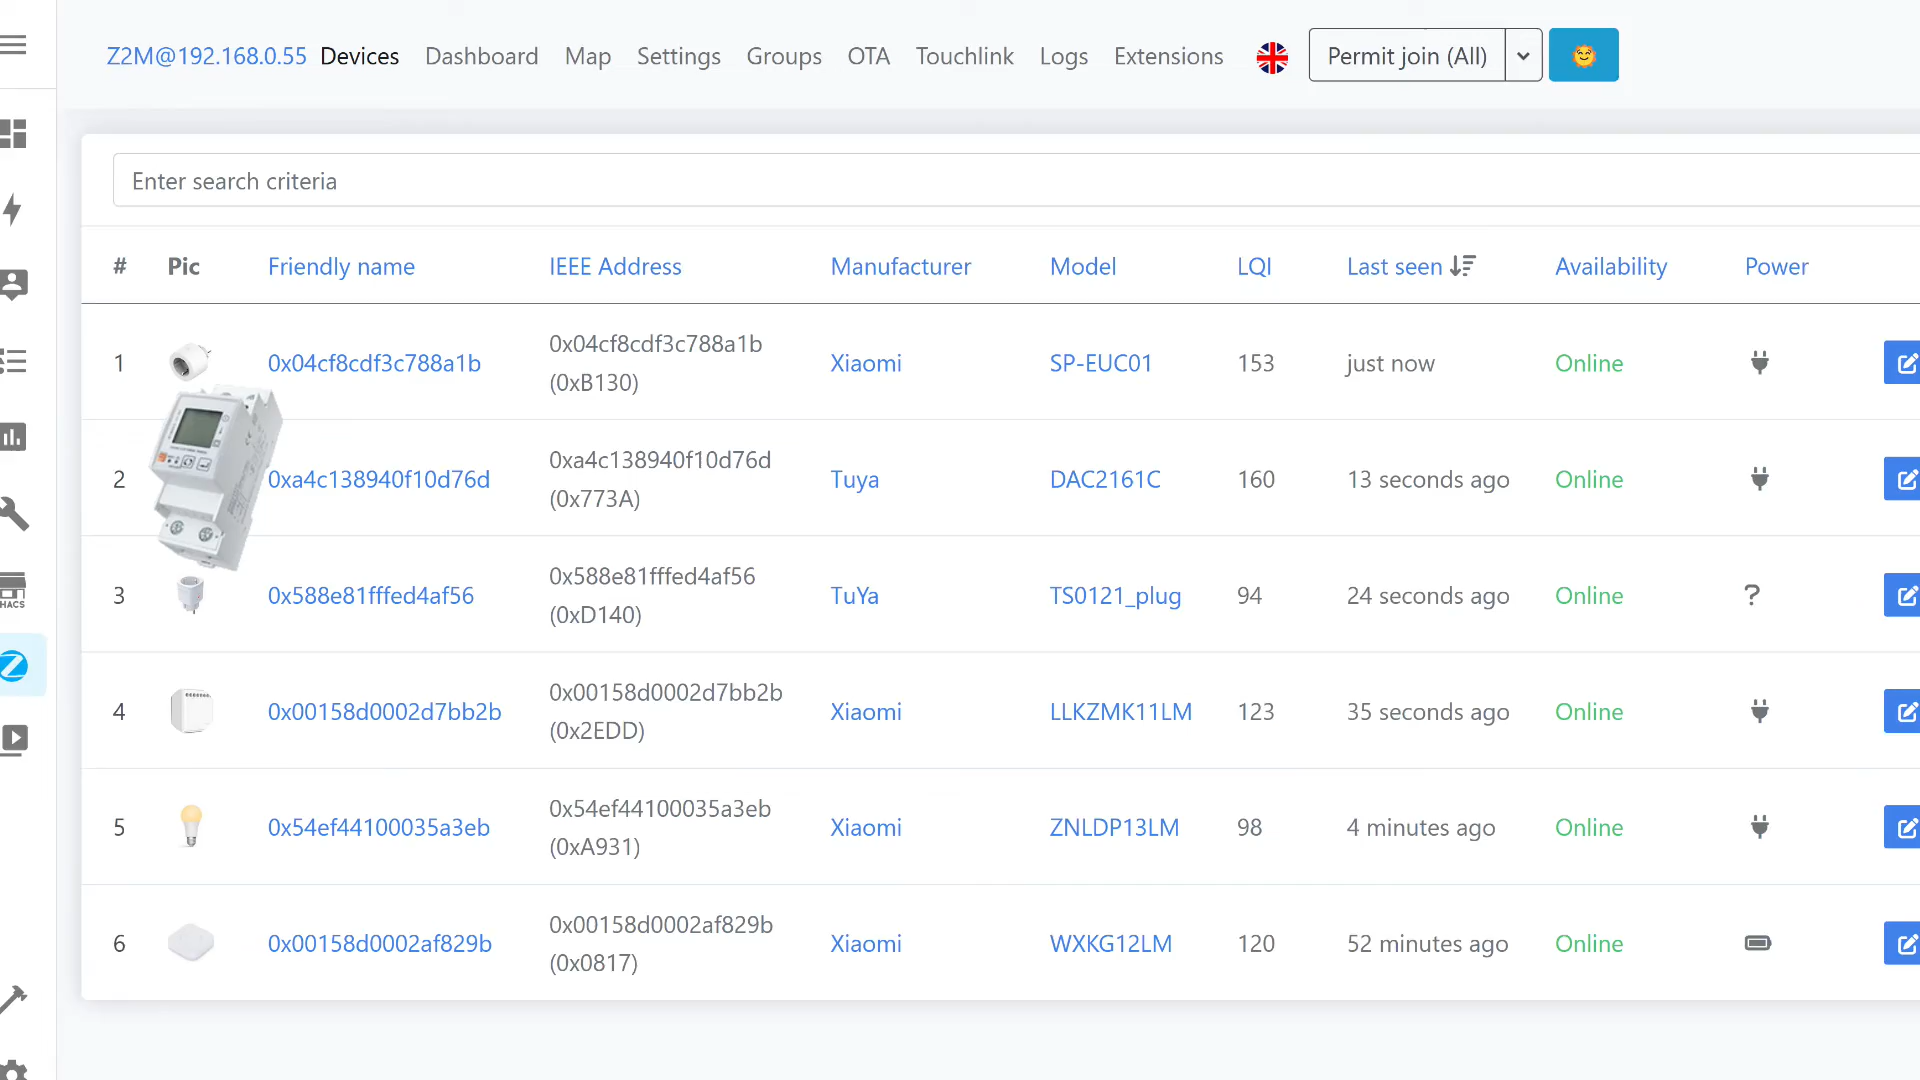 Z2M@192.168.0.55 Devices Dashboard Map Settings Groups OTA Touchlink Logs Extensions Permit join (All)
Enter search criteria
# Pic Friendly name IEEE Address Manufacturer Model LQI Last seen Availability Power
1 0x04cf8cdf3c788a1b 0x04cf8cdf3c788a1b (0xB130) Xiaomi SP-EUC01 153 just now Online
2 0xa4c138940f10d76d 0xa4c138940f10d76d (0x773A) Tuya DAC2161C 160 13 seconds ago Online
3 0x588e81fffed4af56 0x588e81fffed4af56 (0xD140) TuYa TS0121_plug 94 24 seconds ago Online ?
HACS
4 0x00158d0002d7bb2b 0x00158d0002d7bb2b (0x2EDD) Xiaomi LLKZMK11LM 123 35 seconds ago Online
5 0x54ef44100035a3eb 0x54ef44100035a3eb (0xA931) Xiaomi ZNLDP13LM 98 4 minutes ago Online
6 0x00158d0002af829b 0x00158d0002af829b (0x0817) Xiaomi WXKG12LM 120 52 minutes ago Online